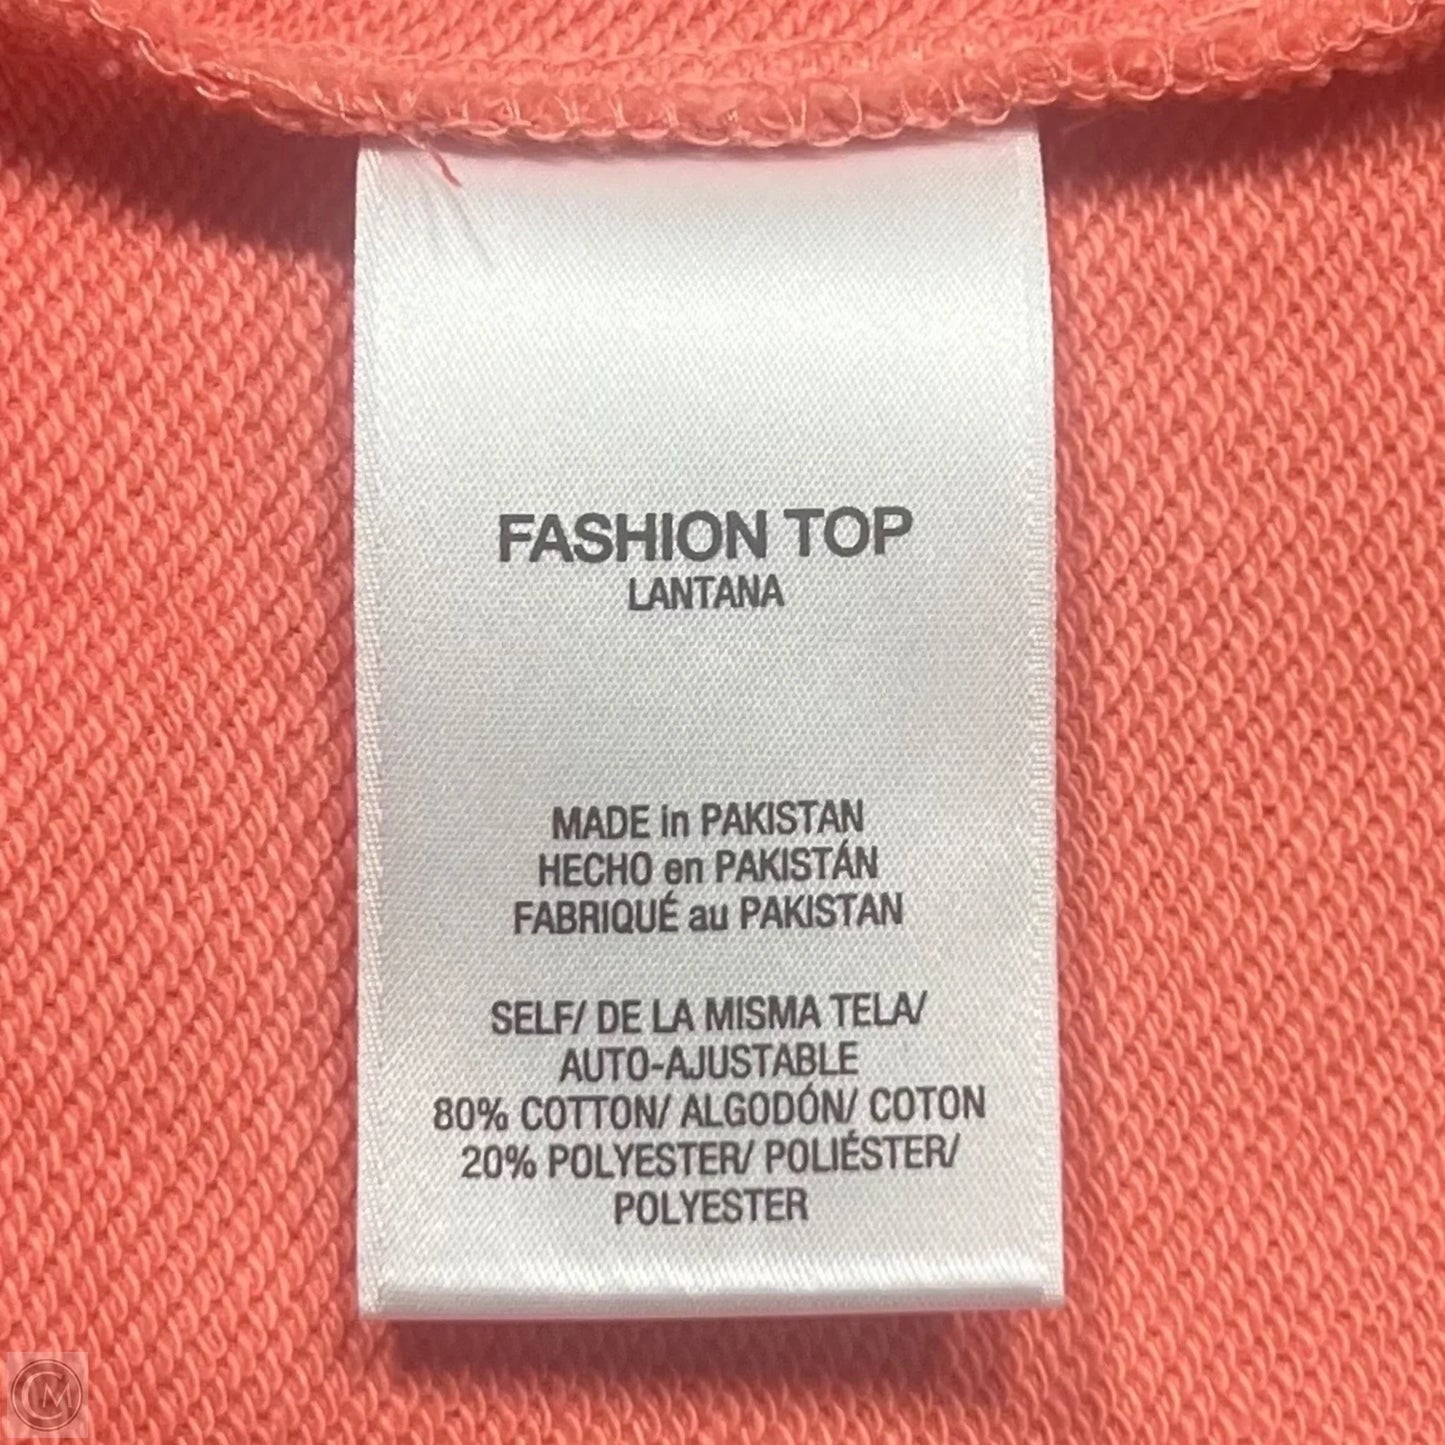 FASHION TOP
LANTANA
MADE in PAKISTAN
HECHO en PAKISTÁN
FABRIQUÉ au PAKISTAN
SELF/ DE LA MISMA TELA/
AUTO-AJUSTABLE
80% COTTON/ ALGODÓN/ COTON
20% POLYESTER/ POLIÉSTER/
POLYESTER
CM